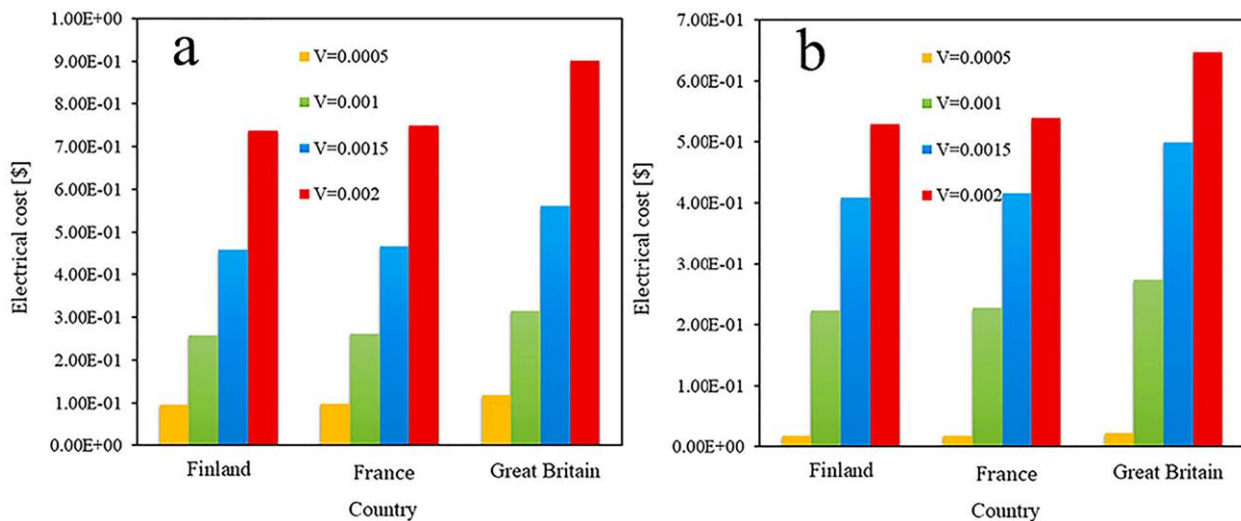 a
Electrical cost [$]
1.00E+00
9.00E-01
8.00E-01
7.00E-01
6.00E-01
5.00E-01
4.00E-01
3.00E-01
2.00E-01
1.00E-01
0.00E+00
V=0.0005
V=0.001
V=0.0015
V=0.002
Finland
France
Great Britain
Country
b
Electrical cost [$]
7.00E-01
6.00E-01
5.00E-01
4.00E-01
3.00E-01
2.00E-01
1.00E-01
0.00E+00
V=0.0005
V=0.001
V=0.0015
V=0.002
Finland
France
Great Britain
Country